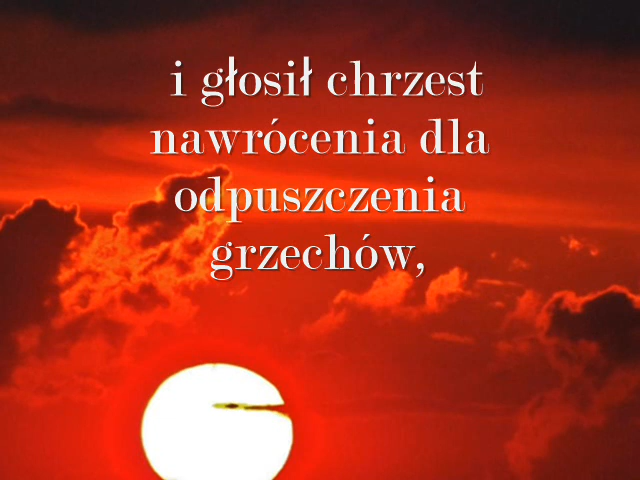 i głosił chrzest
nawrócenia dla
odpuszczenia
grzechów,